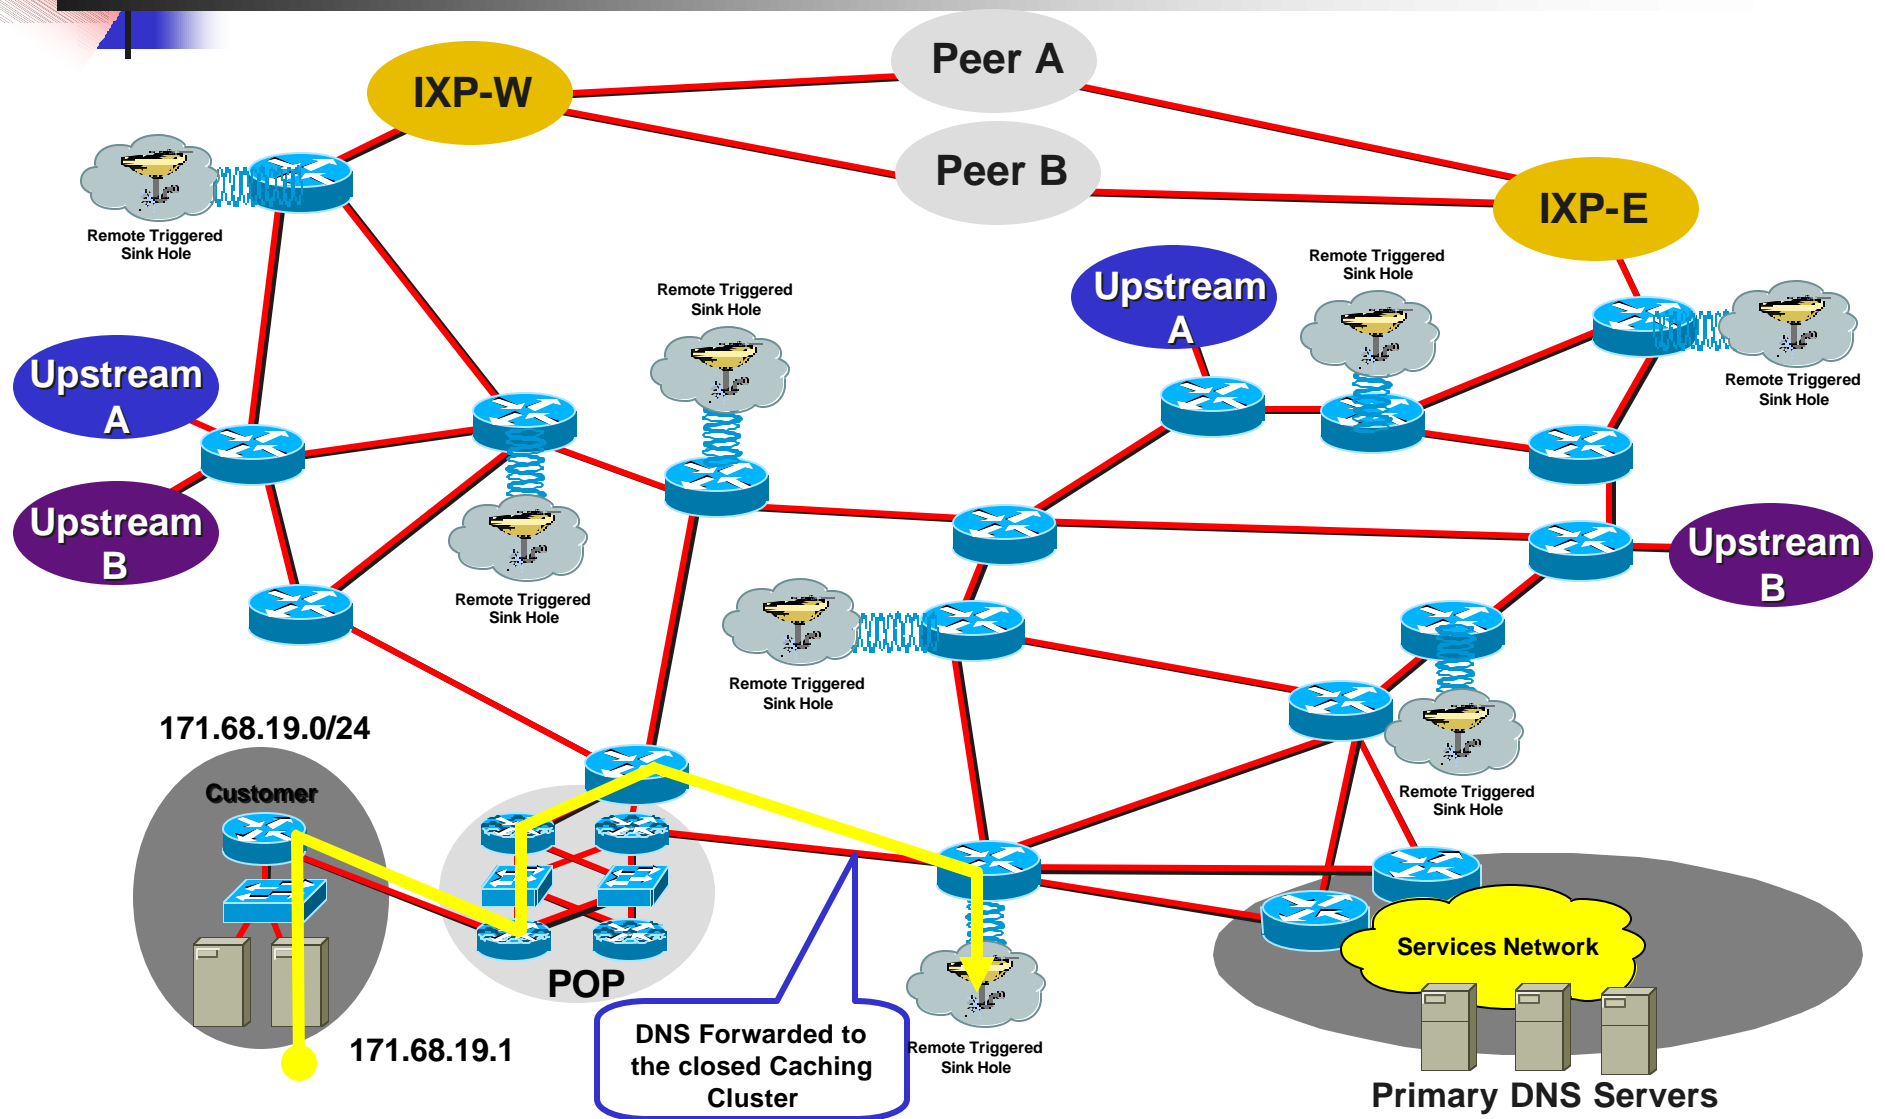 Peer A
IXP-W
Peer B
IXP-E
Remote Triggered
Sink Hole
Remote Triggered
Sink Hole
Remote Triggered
Sink Hole
Upstream
A
Remote Triggered
Sink Hole
Upstream
A
Upstream
B
Upstream
B
Remote Triggered
Sink Hole
Remote Triggered
Sink Hole
171.68.19.0/24
Customer
Remote Triggered
Sink Hole
Services Network
POP
DNS Forwarded to
the closed Caching
Cluster
171.68.19.1
Remote Triggered
Sink Hole
Primary DNS Servers